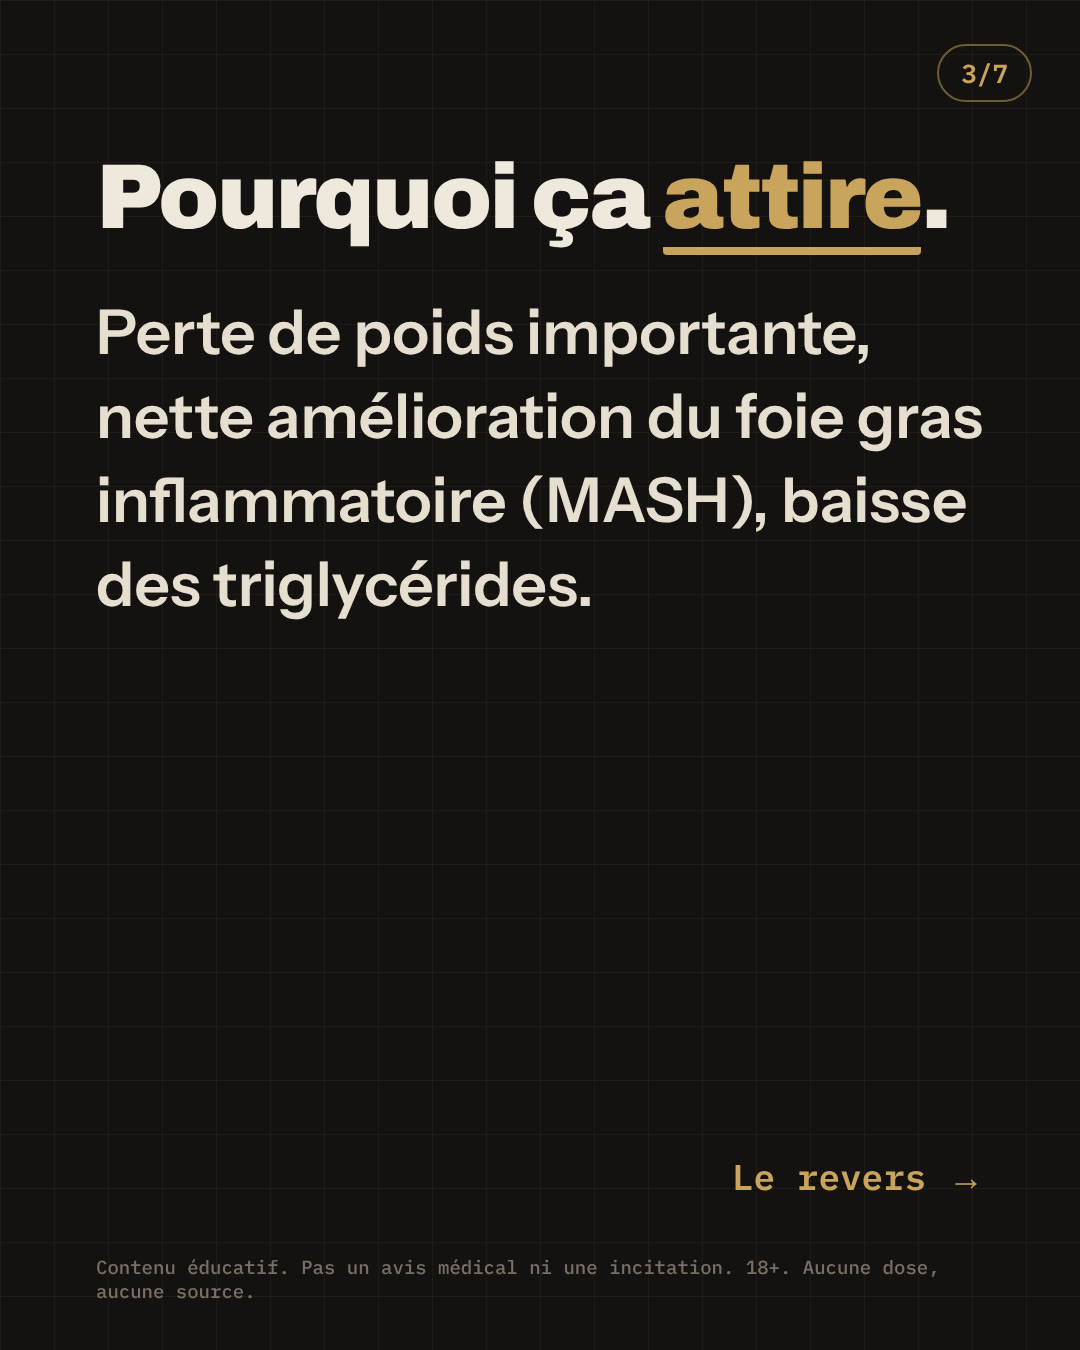 3/7
Pourquoi ça attire.
Perte de poids importante,
nette amélioration du foie gras
inflammatoire (MASH), baisse
des triglycérides.
Le revers →
Contenu éducatif. Pas un avis médical ni une incitation. 18+. Aucune dose,
aucune source.